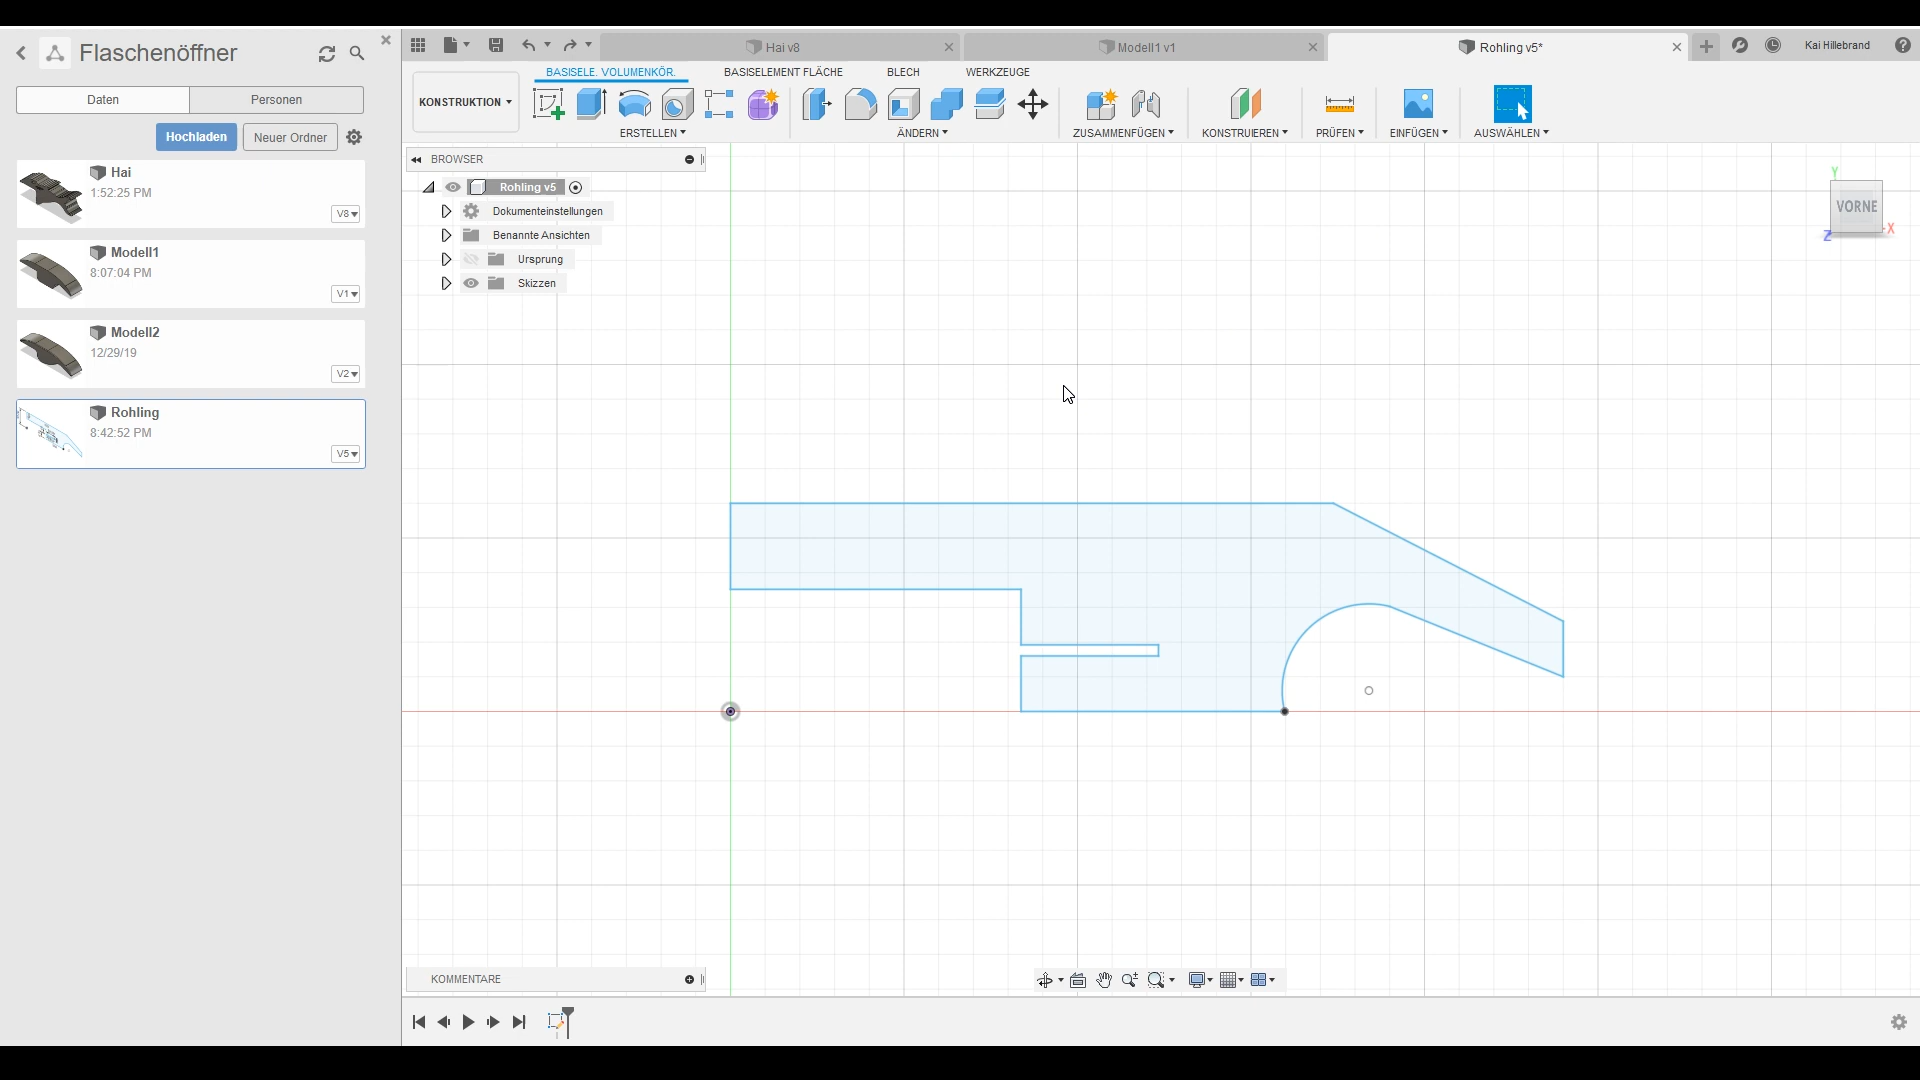 Flaschenöffner
Daten
Personen
Hochladen
Neuer Ordner
Hai
1:52:25 PM
V8
Modell1
8:07:04 PM
V1
Modell2
12/29/19
V2
Rohling
8:42:52 PM
V5
Hai v8
Modell1 v1
Rohling v5*
Kai Hillebrand
KONSTRUKTION
BASISELE. VOLUMENKÖR.
BASISELEMENT FLÄCHE
BLECH
WERKZEUGE
ERSTELLEN
ÄNDERN
ZUSAMMENFÜGEN
KONSTRUIEREN
PRÜFEN
EINFÜGEN
AUSWÄHLEN
BROWSER
Rohling v5
Dokumenteinstellungen
Benannte Ansichten
Ursprung
Skizzen
Y
VORNE
X
Z
KOMMENTARE